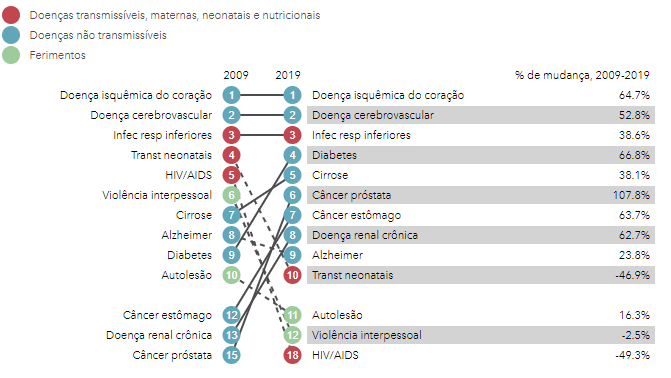 Doenças transmissíveis, maternas, neonatais e nutricionais
Doenças não transmissíveis
Ferimentos
2009 2019 % de mudança, 2009-2019
Doença isquêmica do coração 1 1 Doença isquêmica do coração 64.7%
Doença cerebrovascular 2 2 Doença cerebrovascular 52.8%
Infec resp inferiores 3 3 Infec resp inferiores 38.6%
Transt neonatais 4 4 Diabetes 66.8%
HIV/AIDS 5 5 Cirrose 38.1%
Violência interpessoal 6 6 Câncer próstata 107.8%
Cirrose 7 7 Câncer estômago 63.7%
Alzheimer 8 8 Doença renal crônica 62.7%
Diabetes 9 9 Alzheimer 23.8%
Autolesão 10 10 Transt neonatais -46.9%
Câncer estômago 12 11 Autolesão 16.3%
Doença renal crônica 13 12 Violência interpessoal -2.5%
Câncer próstata 15 18 HIV/AIDS -49.3%